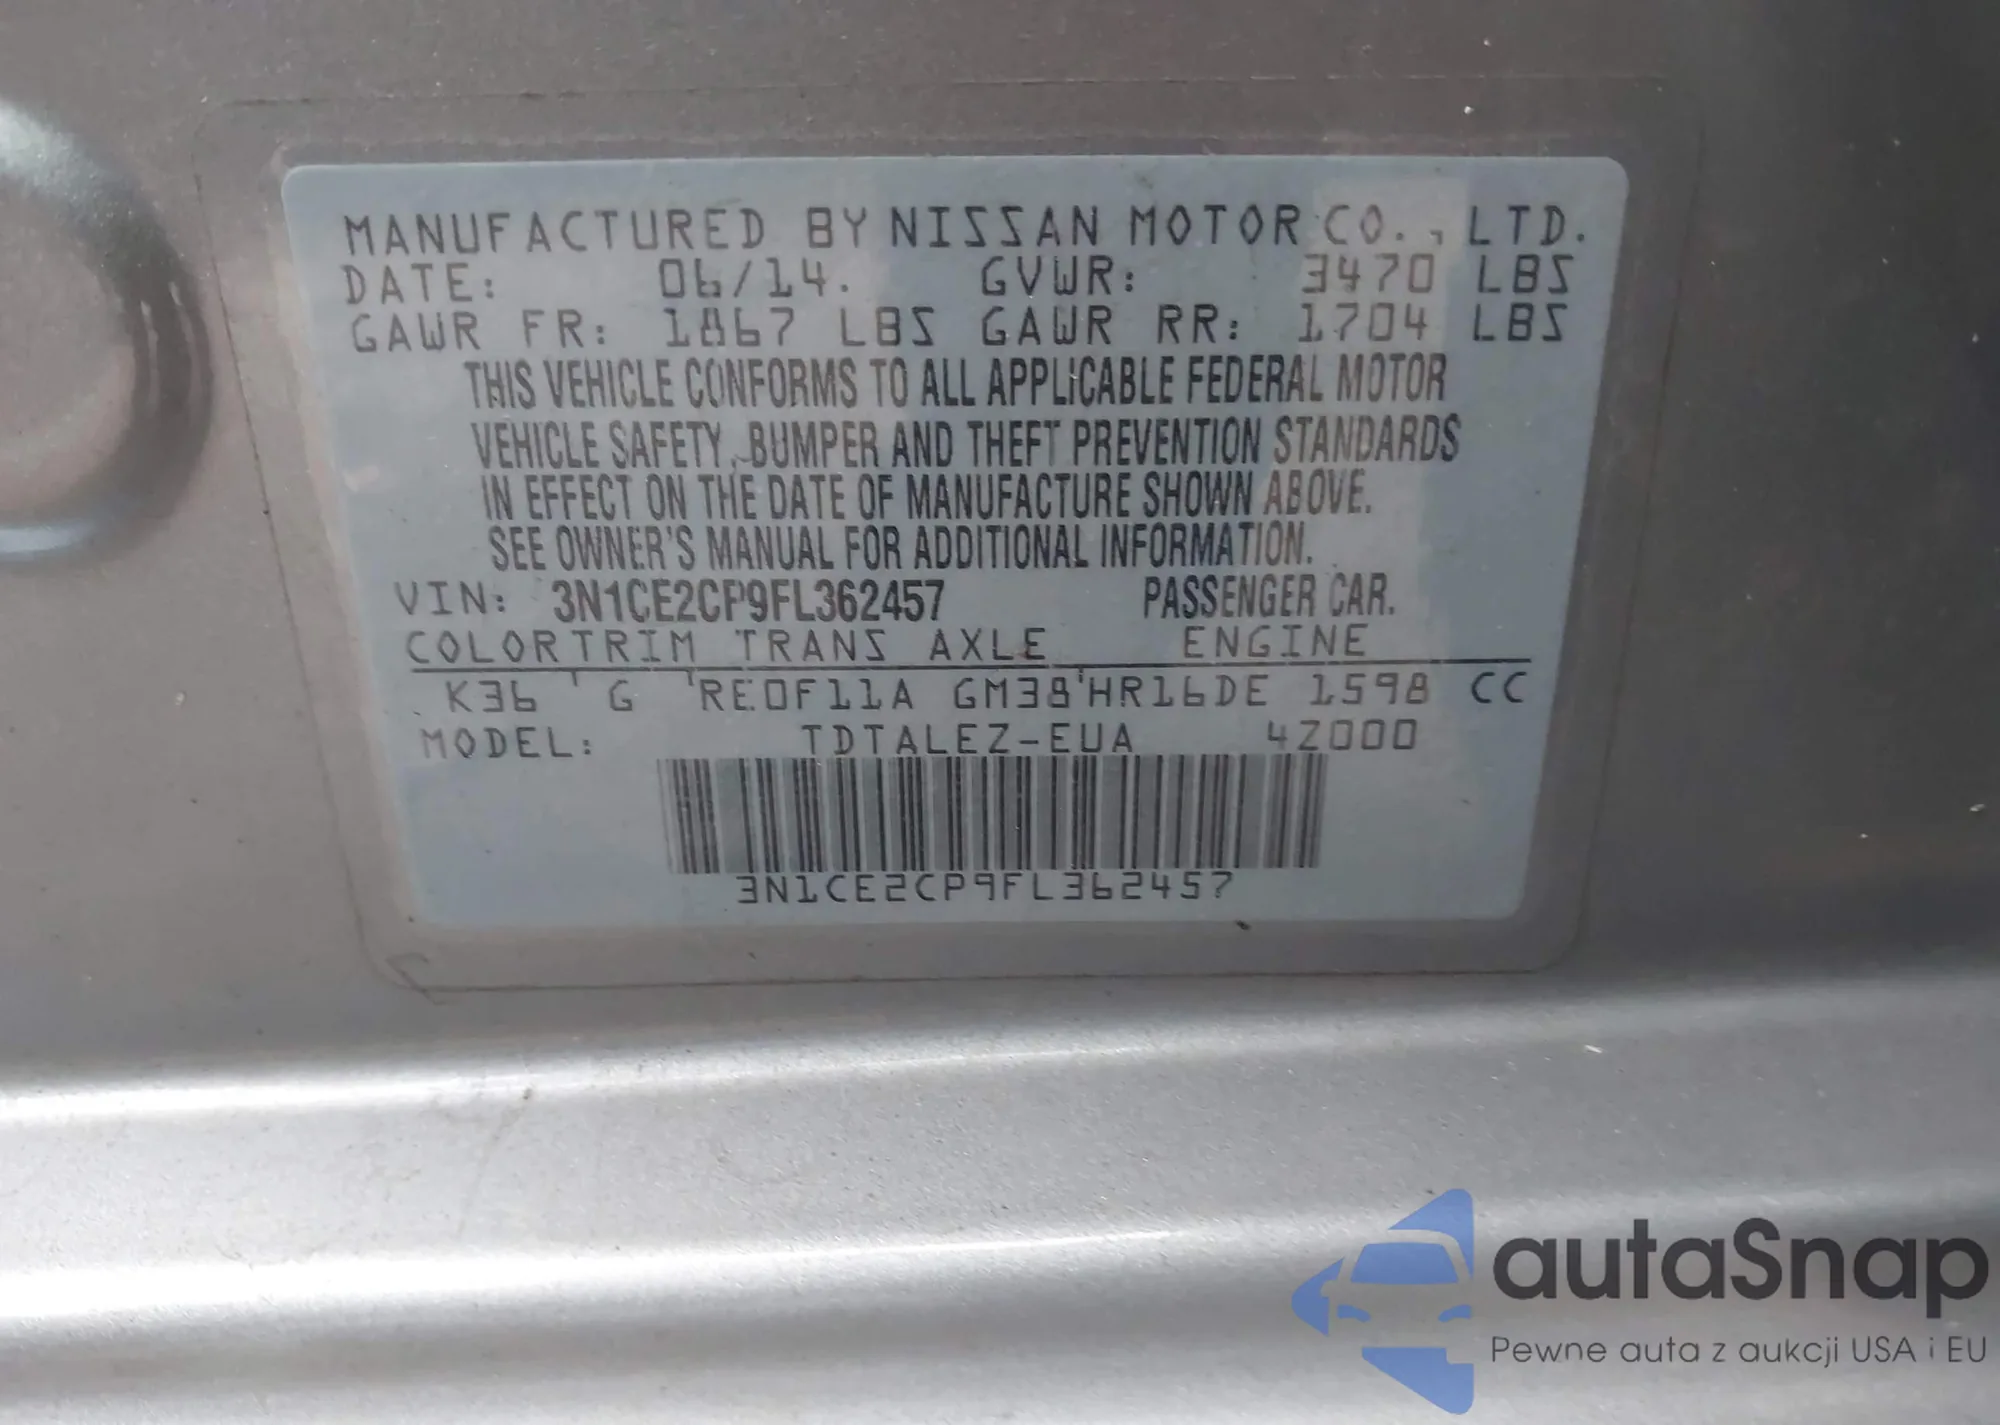 MANUFACTURED BY NISSAN MOTOR CO., LTD.
DATE: 06/14. GVWR: 3470 LBS
GAWR FR: 1867 LBS GAWR RR: 1704 LBS
THIS VEHICLE CONFORMS TO ALL APPLICABLE FEDERAL MOTOR
VEHICLE SAFETY, BUMPER AND THEFT PREVENTION STANDARDS
IN EFFECT ON THE DATE OF MANUFACTURE SHOWN ABOVE.
SEE OWNER'S MANUAL FOR ADDITIONAL INFORMATION.
VIN: 3N1CE2CP9FL362457 PASSENGER CAR.
COLOR TRIM TRANS AXLE ENGINE
K36 G RE0F11A GM38 HR16DE 1598 CC
MODEL: TDTALEZ-EUA 4Z000
3N1CE2CP9FL362457
autaSnap
Pewne auta z aukcji USA i EU